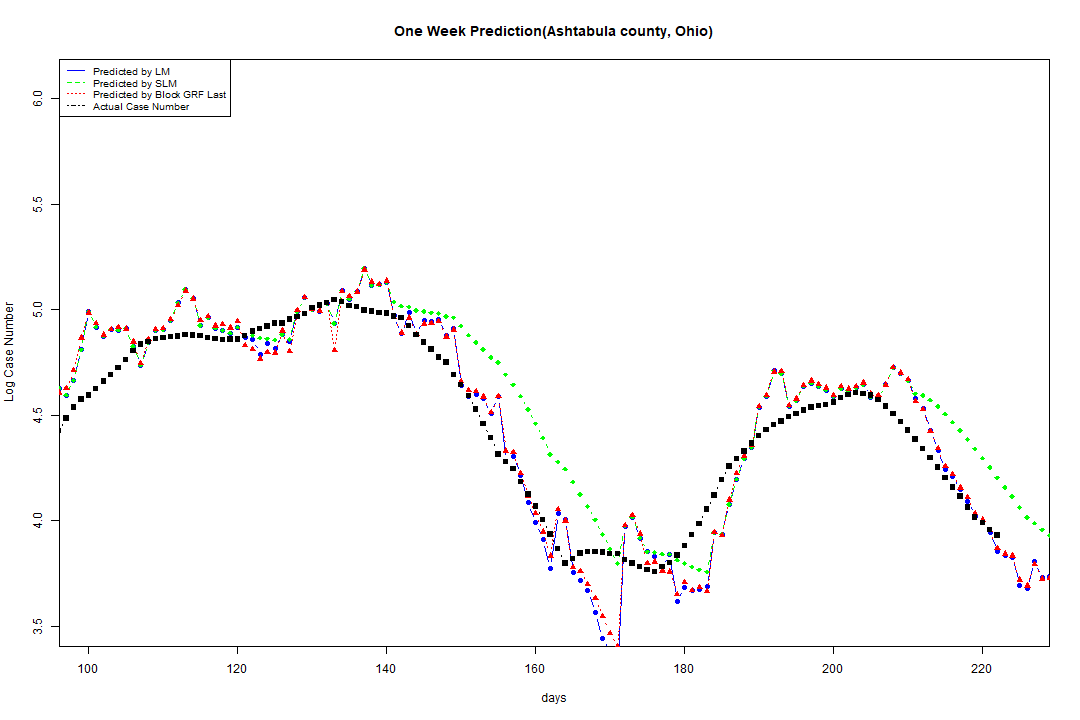 One Week Prediction(Ashtabula county, Ohio)
Predicted by LM
Predicted by SLM
Predicted by Block GRF Last
Actual Case Number
Log Case Number
6.0
5.5
5.0
4.5
4.0
3.5
100 120 140 160 180 200 220
days